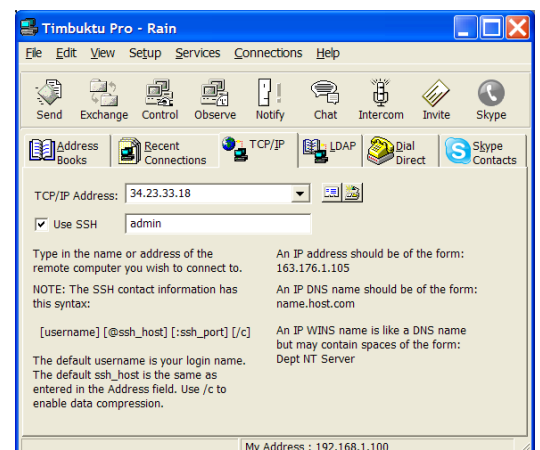 Timbuktu Pro - Rain
File Edit View Setup Services Connections Help
Send Exchange Control Observe Notify Chat Intercom Invite Skype
Address Books Recent Connections TCP/IP LDAP Dial Direct Skype Contacts
TCP/IP Address: 34.23.33.18
Use SSH admin
Type in the name or address of the
remote computer you wish to connect to.
NOTE: The SSH contact information has
this syntax:
[username] [@ssh_host] [:ssh_port] [/c]
The default username is your login name.
The default ssh_host is the same as
entered in the Address field. Use /c to
enable data compression.
An IP address should be of the form:
163.176.1.105
An IP DNS name should be of the form:
name.host.com
An IP WINS name is like a DNS name
but may contain spaces of the form:
Dept NT Server
My Address : 192.168.1.100